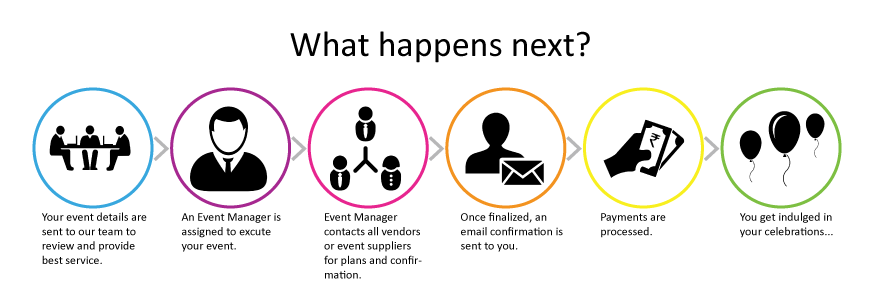 What happens next?
₹
Your event details are
sent to our team to
review and provide
best service.
An Event Manager is
assigned to excute
your event.
Event Manager
contacts all vendors
or event suppliers
for plans and confir-
mation.
Once finalized, an
email confirmation is
sent to you.
Payments are
processed.
You get indulged in
your celebrations...